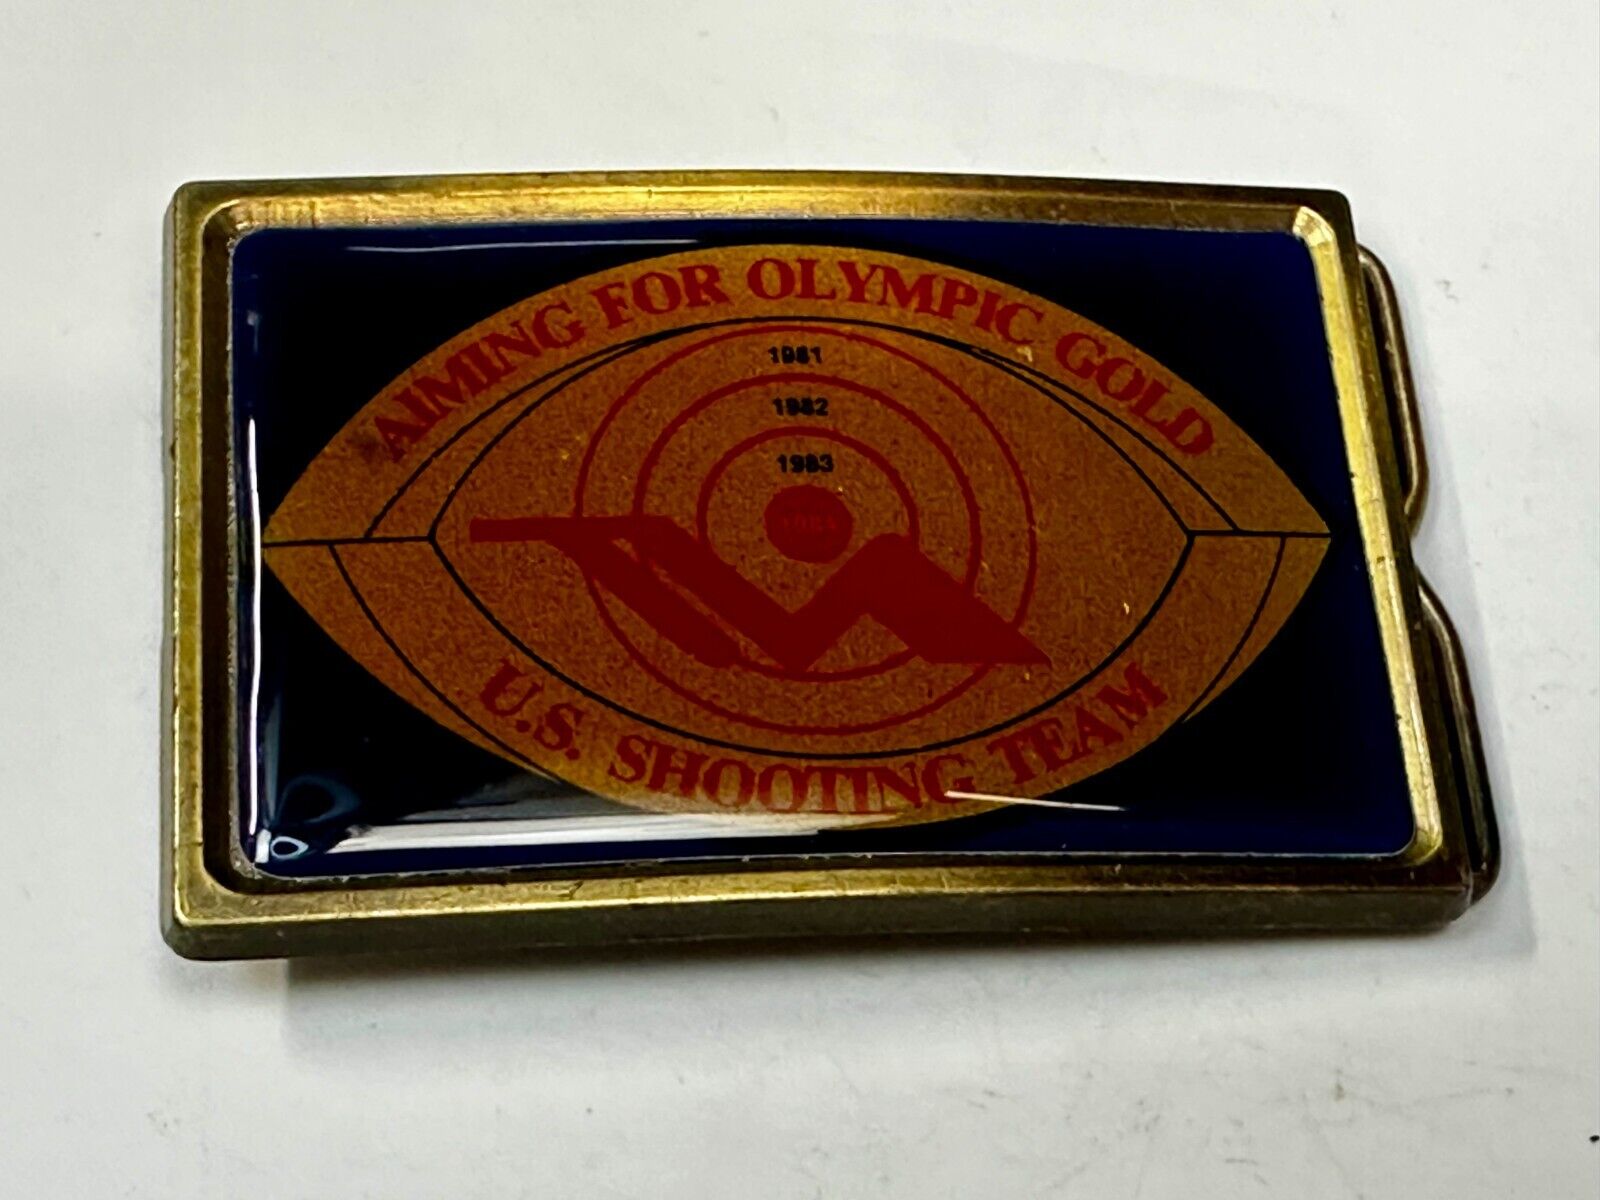 AIMING FOR OLYMPIC GOLD
1981
1982
1983
U.S. SHOOTING TEAM